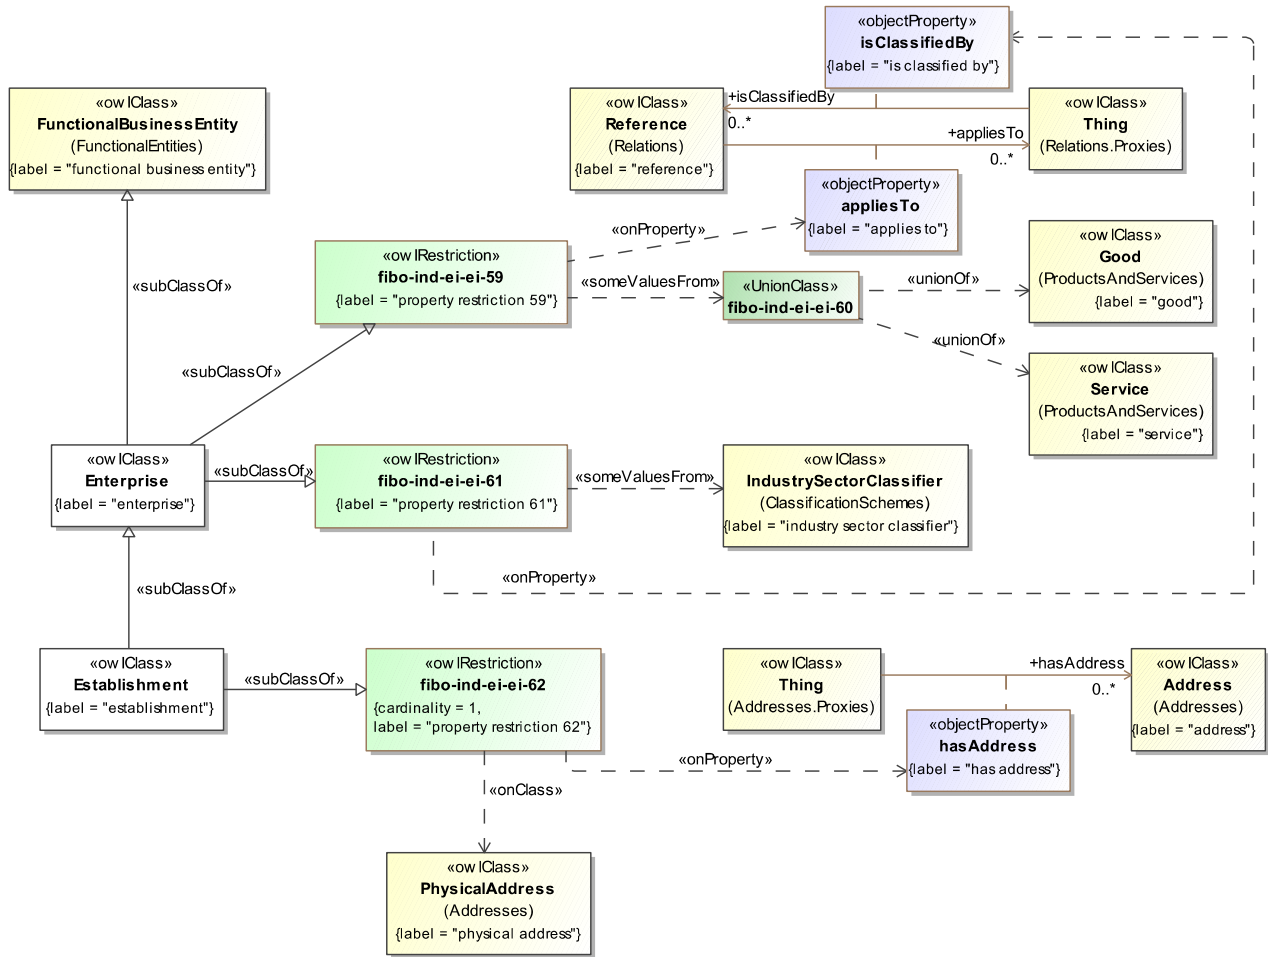 «objectProperty»
isClassifiedBy
{label = "is classified by"}
«owlClass»
FunctionalBusinessEntity
(FunctionalEntities)
{label = "functional business entity"}
«owlClass»
Reference
(Relations)
{label = "reference"}
+isClassifiedBy
0..*
+appliesTo
0..*
«owlClass»
Thing
(Relations.Proxies)
«objectProperty»
appliesTo
{label = "applies to"}
«subClassOf»
«owlRestriction»
fibo-ind-ei-ei-59
{label = "property restriction 59"}
«onProperty»
«someValuesFrom»
«UnionClass»
fibo-ind-ei-ei-60
«unionOf»
«owlClass»
Good
(ProductsAndServices)
{label = "good"}
«unionOf»
«owlClass»
Service
(ProductsAndServices)
{label = "service"}
«subClassOf»
«owlClass»
Enterprise
{label = "enterprise"}
«subClassOf»
«owlRestriction»
fibo-ind-ei-ei-61
{label = "property restriction 61"}
«someValuesFrom»
«owlClass»
IndustrySectorClassifier
(ClassificationSchemes)
{label = "industry sector classifier"}
«onProperty»
«subClassOf»
«owlClass»
Establishment
{label = "establishment"}
«subClassOf»
«owlRestriction»
fibo-ind-ei-ei-62
{cardinality = 1,
label = "property restriction 62"}
«owlClass»
Thing
(Addresses.Proxies)
+hasAddress
0..*
«owlClass»
Address
(Addresses)
{label = "address"}
«objectProperty»
hasAddress
{label = "has address"}
«onProperty»
«onClass»
«owlClass»
PhysicalAddress
(Addresses)
{label = "physical address"}